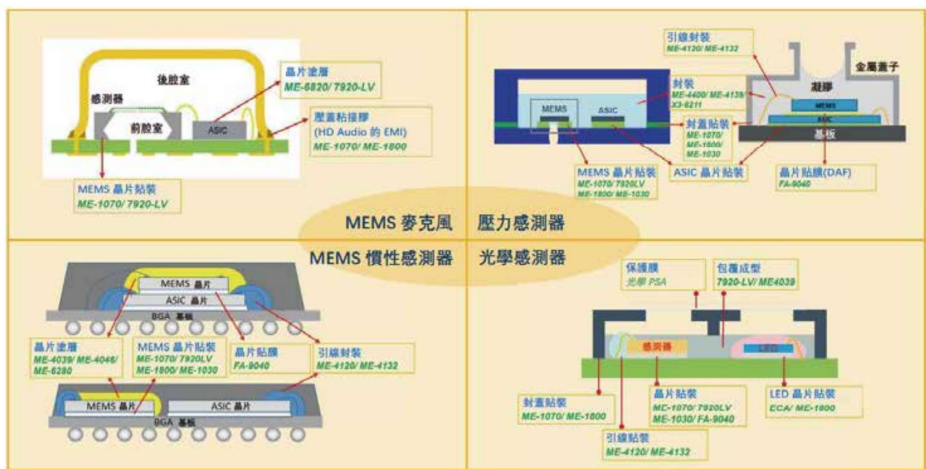 後腔室
感測器
前腔室
ASIC
晶片塗層
ME-6820/ 7920-LV
壓蓋粘接膠
(HD Audio 的 EMI)
ME-1070/ ME-1800
MEMS 晶片貼裝
ME-1070/ 7920-LV
MEMS 麥克風
引線封裝
ME-4120/ ME-4132
金屬蓋子
封裝
ME-4400/ ME-4139/
X3-6211
凝膠
MEMS
ASIC
MEMS
基板
封蓋貼裝
ME-1070/
ME-1800/
ME-1030
MEMS 晶片貼裝
ME-1070/ 7920LV
ME-1800/ ME-1030
ASIC 晶片貼裝
晶片貼膜(DAF)
FA-9040
壓力感測器
MEMS 慣性感測器
MEMS 晶片
ASIC 晶片
BGA 基板
晶片塗層
ME-4039/ ME-4046/
ME-6280
MEMS 晶片貼裝
ME-1070/ 7920LV
ME-1800/ ME-1030
晶片貼膜
FA-9040
引線封裝
ME-4120/ ME-4132
MEMS 晶片
ASIC 晶片
BGA 基板
光學感測器
保護膜
光學 PSA
包覆成型
7920-LV/ ME4039
感測器
LED
封蓋貼裝
ME-1070/ ME-1800
晶片貼裝
ME-1070/ 7920LV
ME-1030/ FA-9040
LED 晶片貼裝
ECA/ ME-1800
引線貼裝
ME-4120/ ME-4132